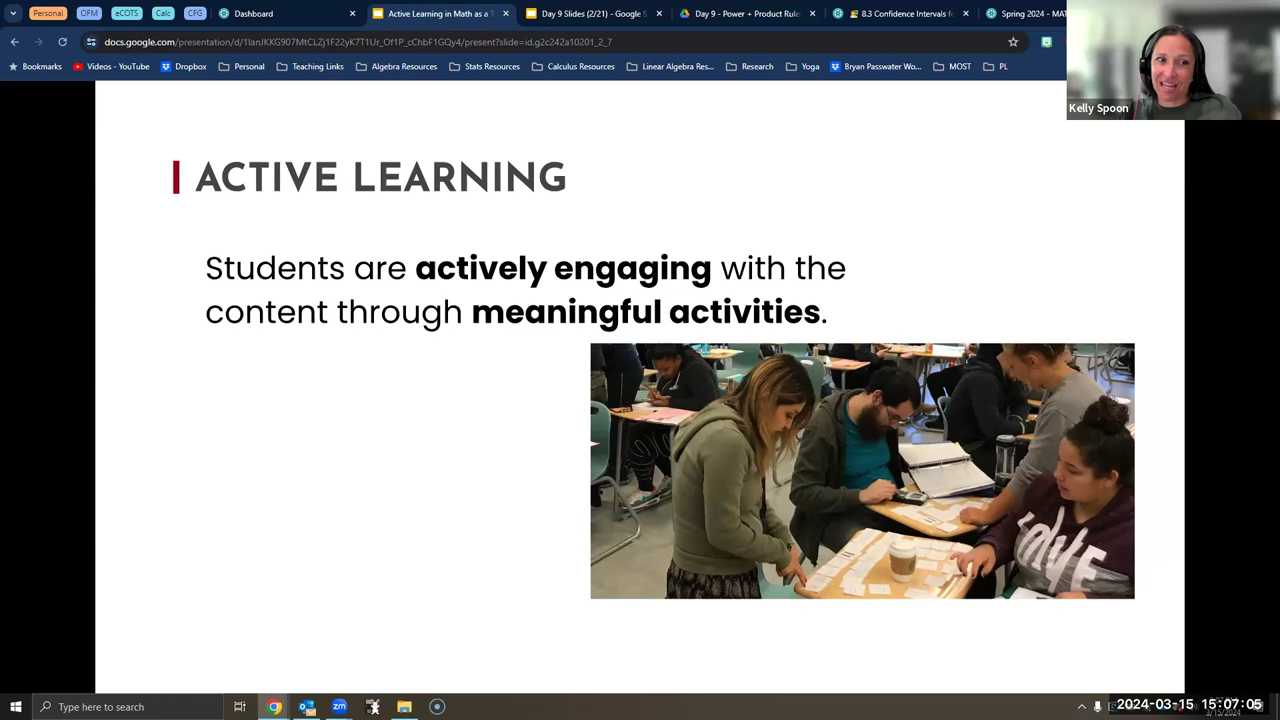 Personal
OFM
eCOTS
Calc
CFG
Dashboard
Active Learning in Math as a T
Day 9 Slides (2/21) - Google S
Day 9 - Power + Product Rule
8.3 Confidence Intervals for
Spring 2024 - MAT
docs.google.com/presentation/d/1IanJKKG907MtCLZj1F22yK7T1Ur_Of1P_cChbF1GQy4/present?slide=id.g2c242a10201_2_7
Bookmarks
Videos - YouTube
Dropbox
Personal
Teaching Links
Algebra Resources
Stats Resources
Calculus Resources
Linear Algebra Res...
Research
Yoga
Bryan Passwater Wo...
MOST
PL
Kelly Spoon
ACTIVE LEARNING
Students are actively engaging with the
content through meaningful activities.
Type here to search
zm
2024-03-15 15:07:05